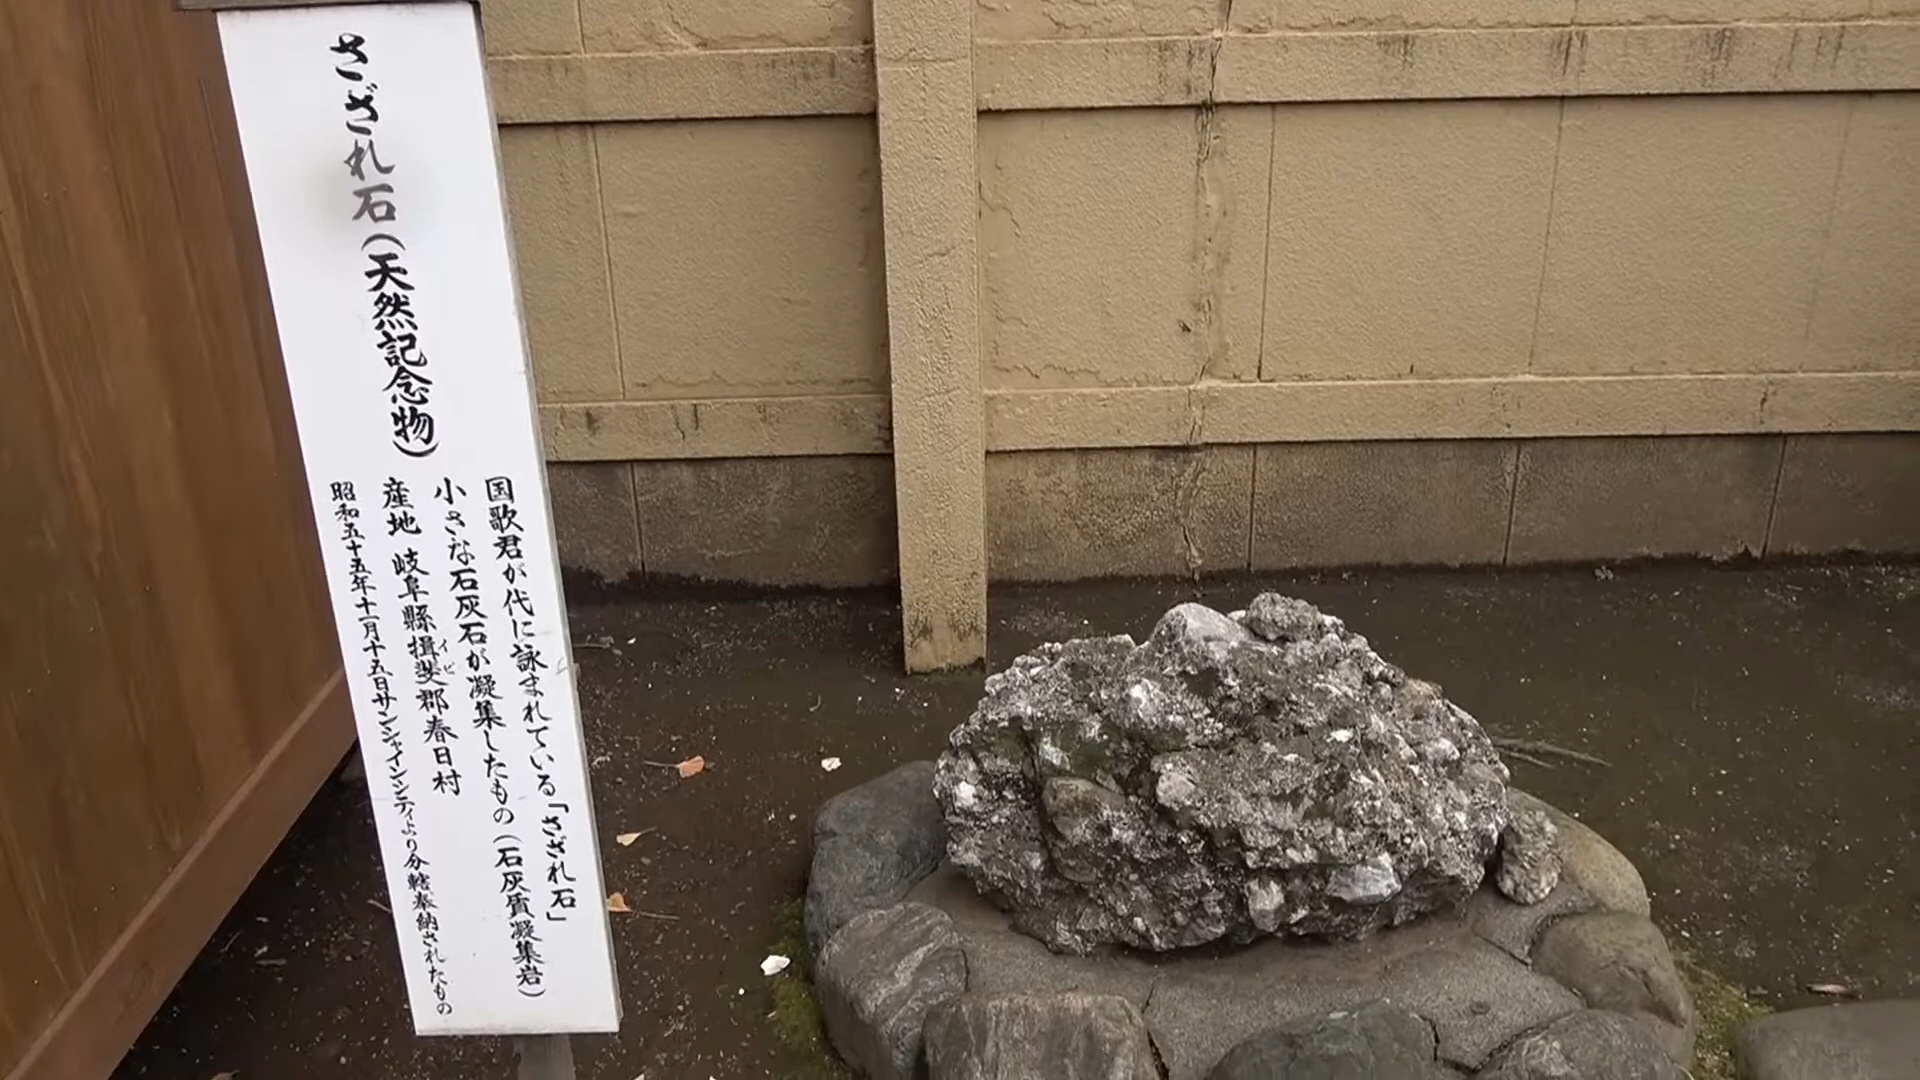 さざれ石(天然記念物)
国歌君が代に詠まれている「さざれ石」
小さな石灰石が凝集したもの(石灰質凝集岩)
産地 岐阜縣揖斐郡春日村
イビ
昭和五十五年十一月十五日サンシャインシティより分轄奉納されたもの